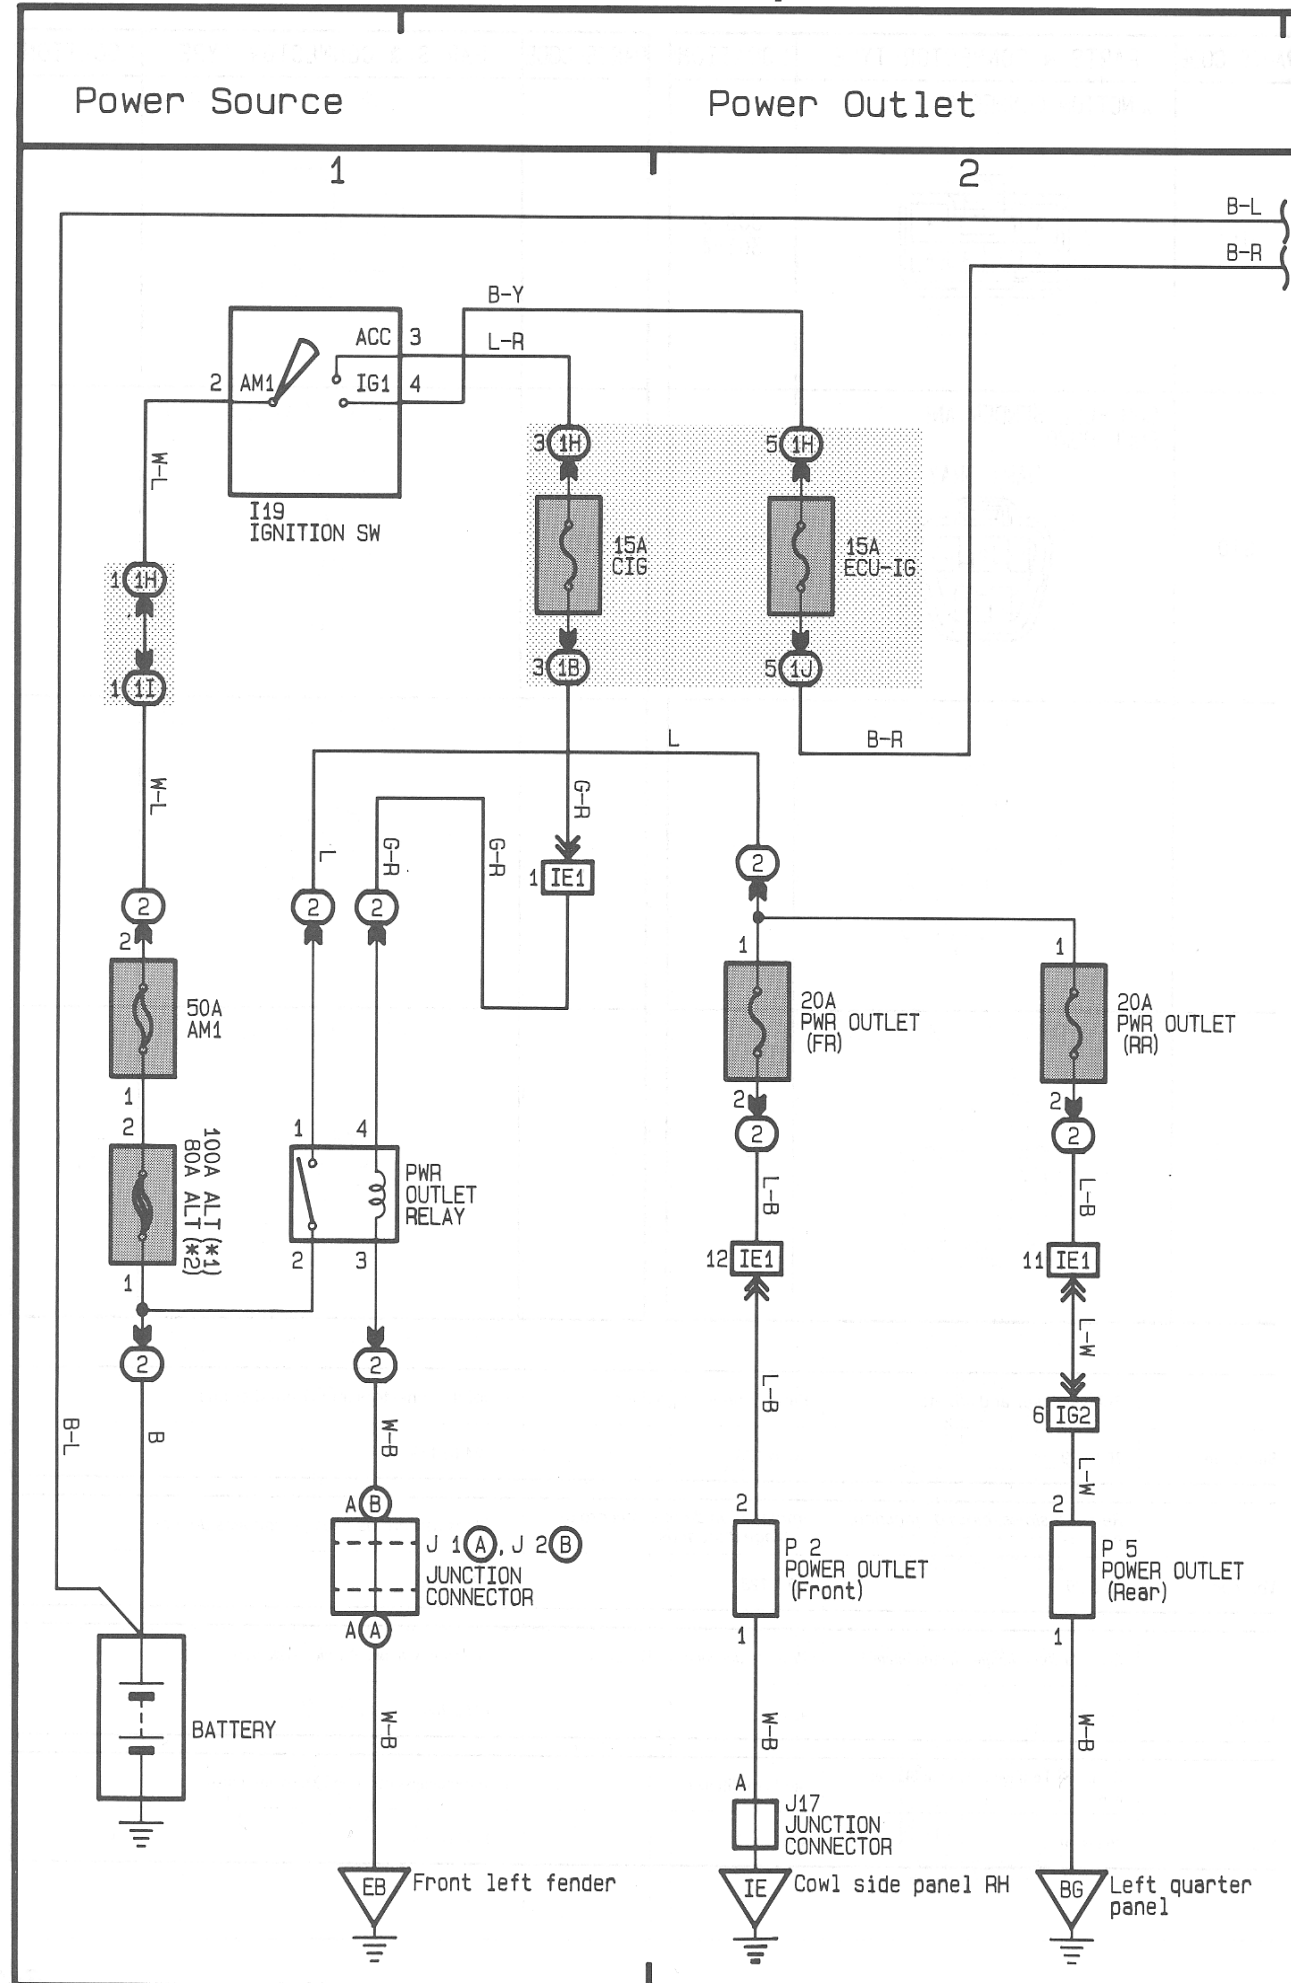 Power Source
Power Outlet
1
2
B-L
B-R
B-Y
L-R
ACC 3
2 AM1
IG1 4
I19
IGNITION SW
W-L
3 1H
5 1H
15A
CIG
15A
ECU-IG
1 1H
1 1I
3 1B
5 1J
L
B-R
W-L
G-R
L
G-R
G-R
1 IE1
2
2
2
2
2
50A
AM1
1
2
100A ALT (*1)
80A ALT (*2)
1
2
1
4
PWR
OUTLET
RELAY
2
3
2
1
20A
PWR OUTLET
(FR)
2
2
1
20A
PWR OUTLET
(RR)
2
2
L-B
L-B
12 IE1
11 IE1
L-W
L-B
6 IG2
L-W
B-L
B
W-B
A B
J 1 A, J 2 B
JUNCTION
CONNECTOR
A A
2
P 2
POWER OUTLET
(Front)
1
2
P 5
POWER OUTLET
(Rear)
1
BATTERY
W-B
W-B
W-B
A
J17
JUNCTION
CONNECTOR
EB Front left fender
IE Cowl side panel RH
BG Left quarter
panel